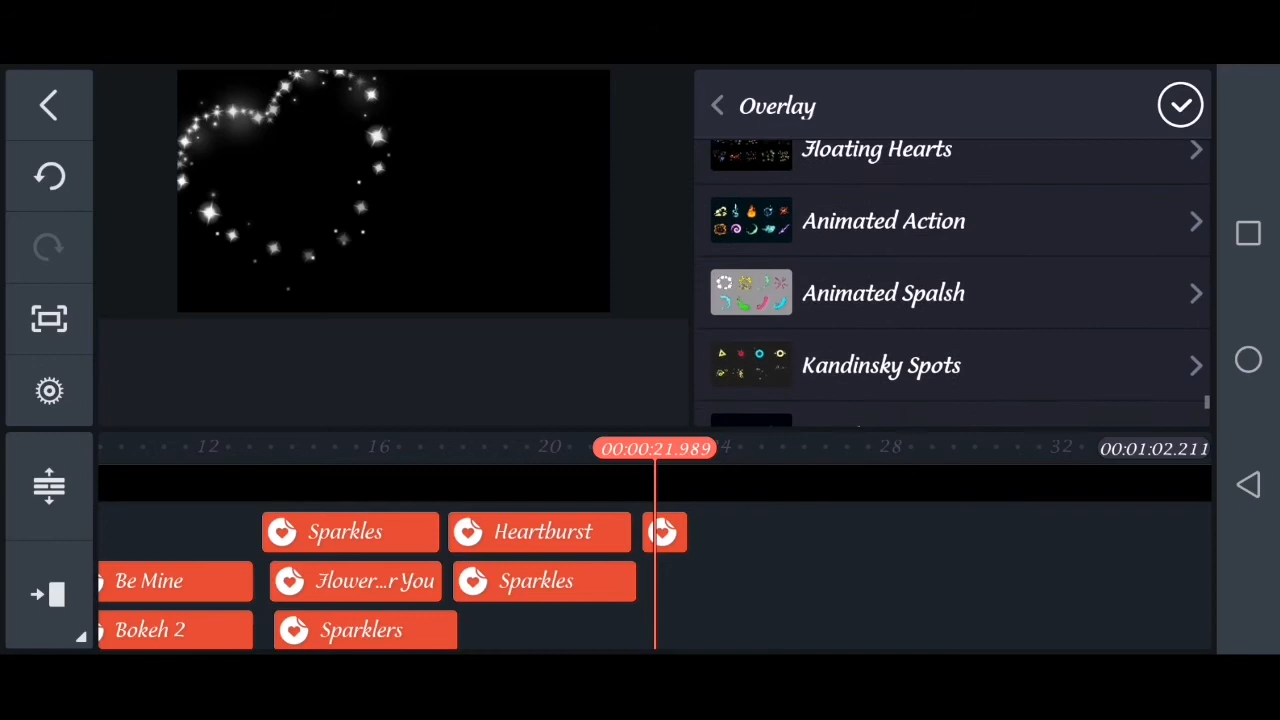 Overlay
Floating Hearts
Animated Action
Animated Spalsh
Kandinsky Spots
12 16 20 00:00:21.989 4 28 32 00:01:02.211
Sparkles Heartburst
Be Mine Flower...r You Sparkles
Bokeh 2 Sparklers